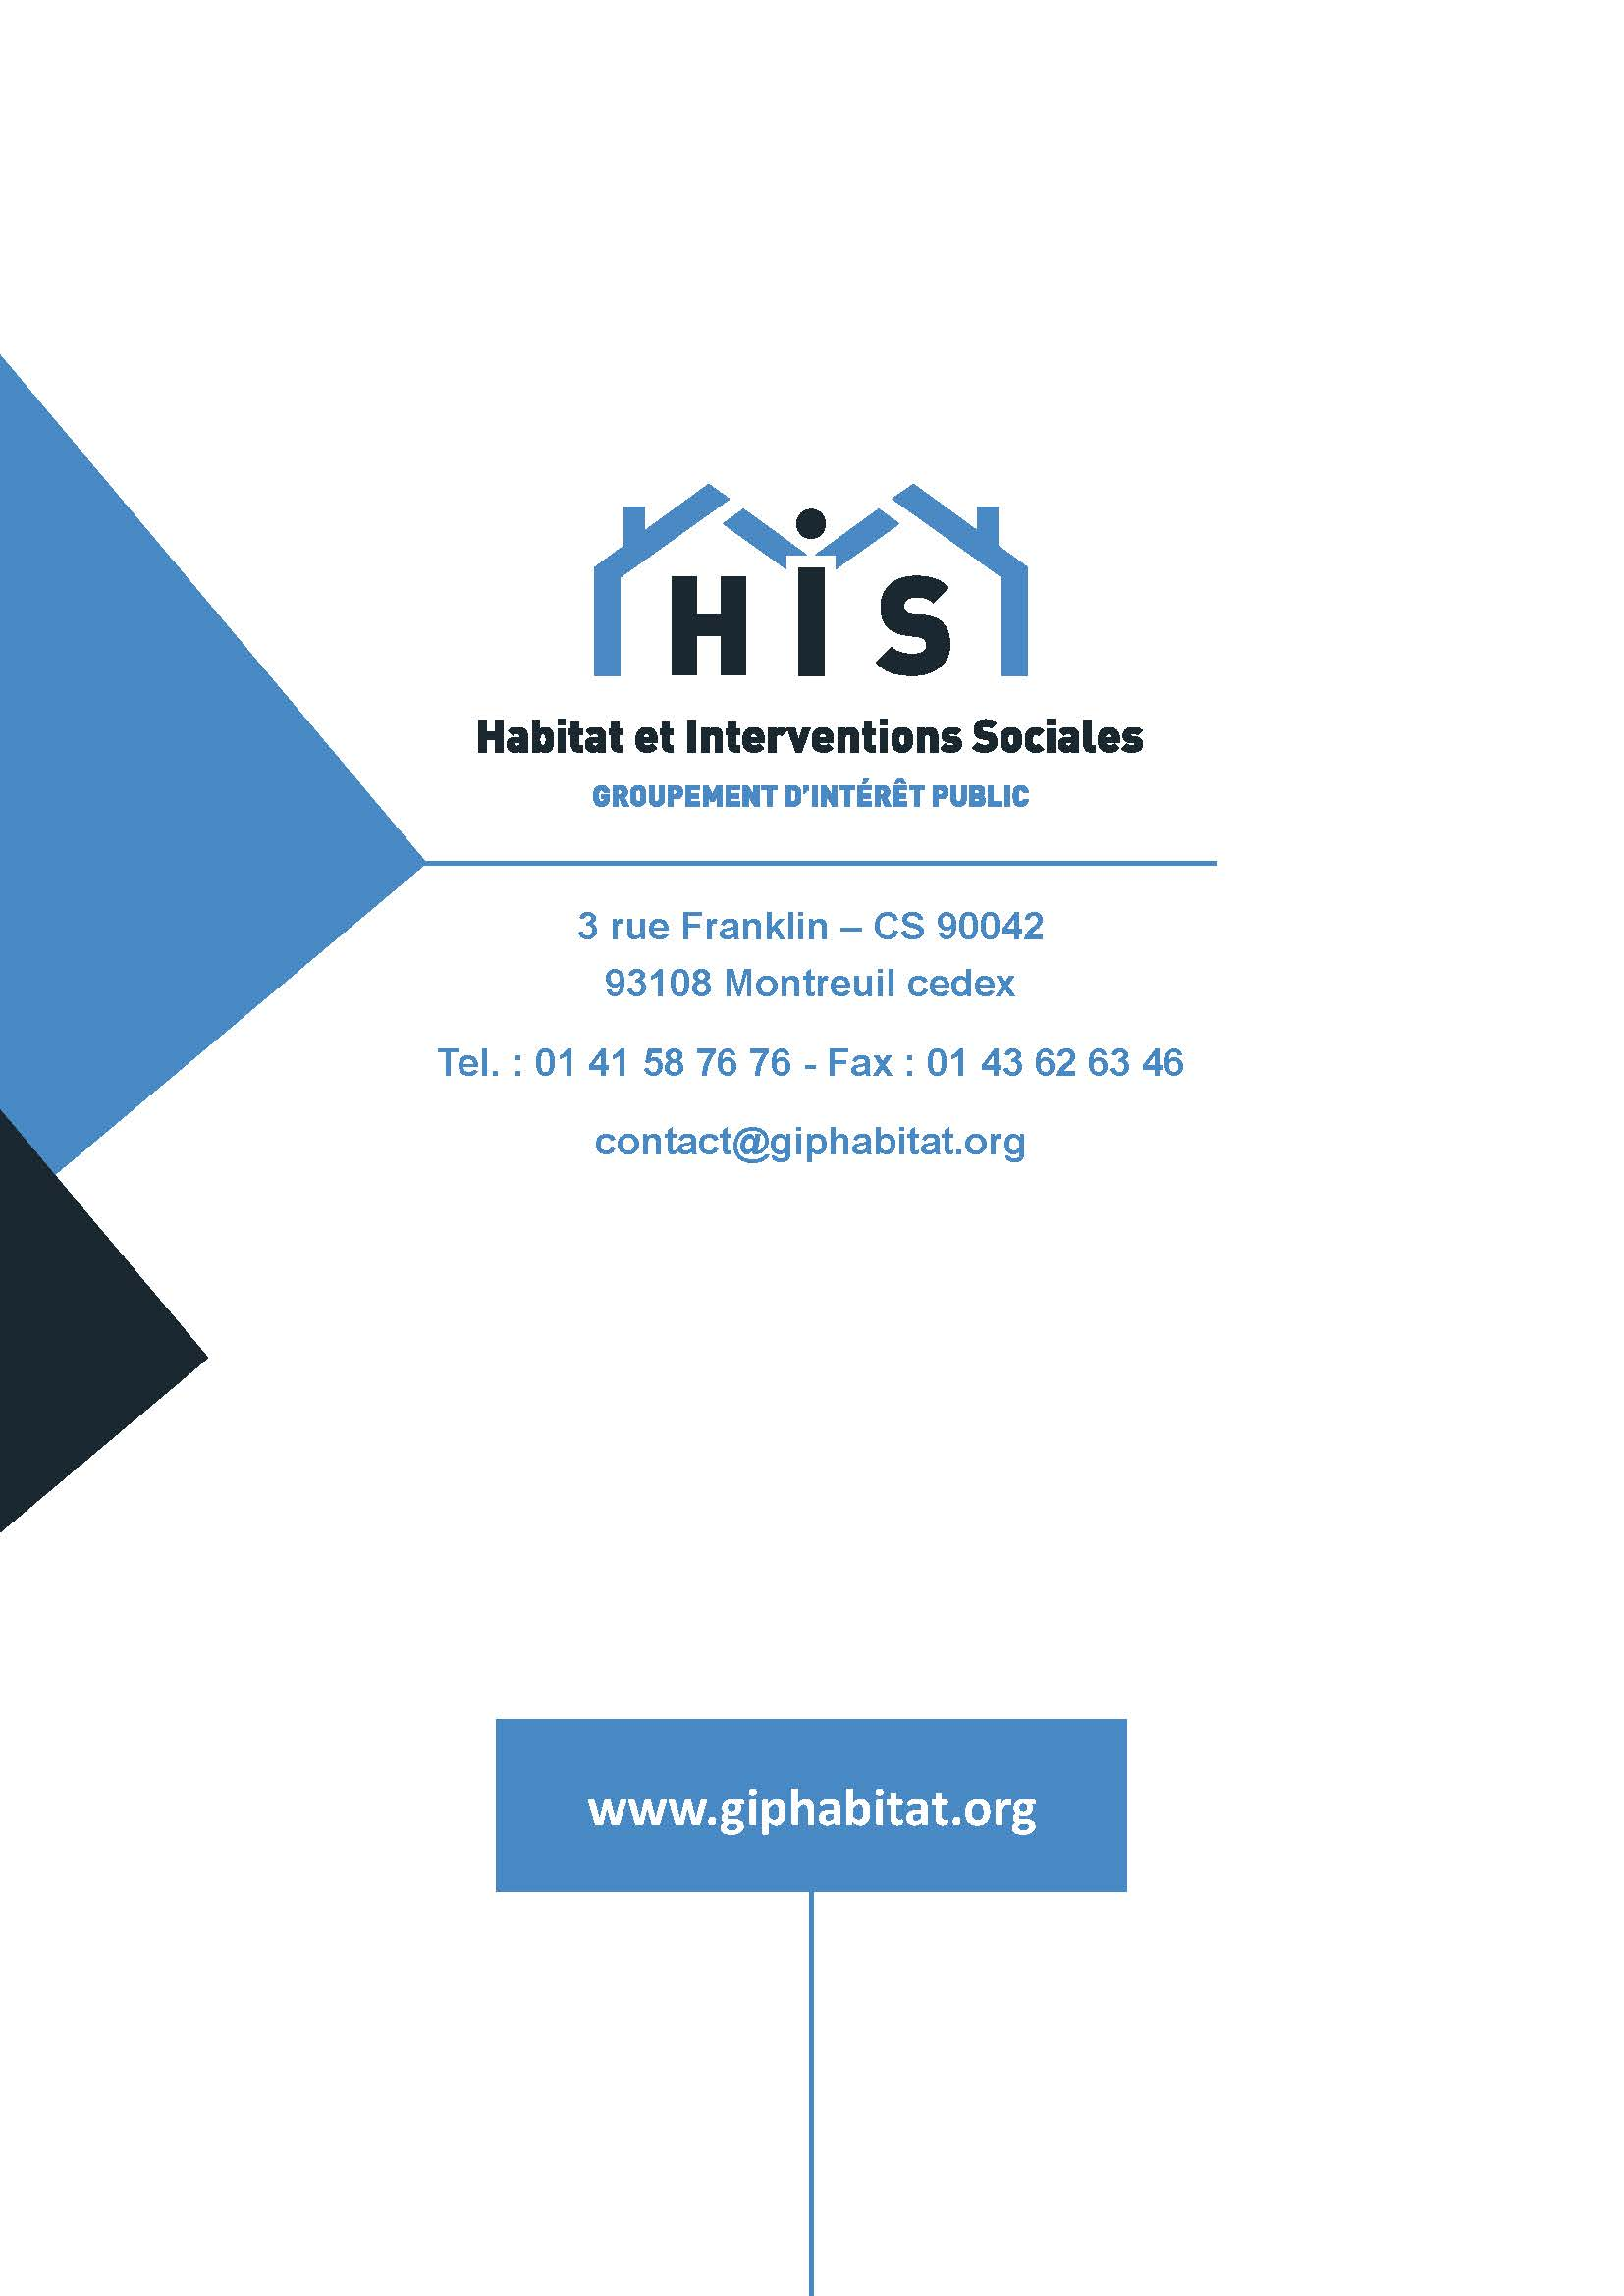 HIS
Habitat et Interventions Sociales
GROUPEMENT D'INTÉRÊT PUBLIC
3 rue Franklin – CS 90042
93108 Montreuil cedex
Tel. : 01 41 58 76 76 - Fax : 01 43 62 63 46
contact@giphabitat.org
www.giphabitat.org